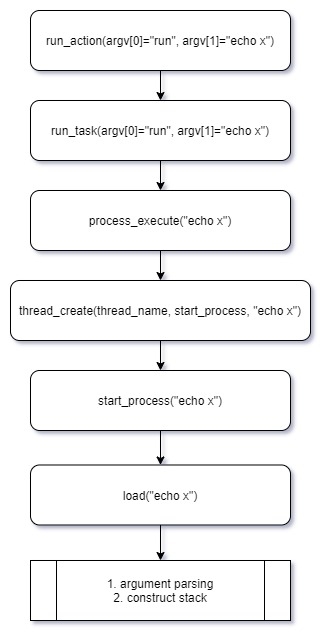 run_action(argv[0]="run", argv[1]="echo x")
run_task(argv[0]="run", argv[1]="echo x")
process_execute("echo x")
thread_create(thread_name, start_process, "echo x")
start_process("echo x")
load("echo x")
1. argument parsing
2. construct stack